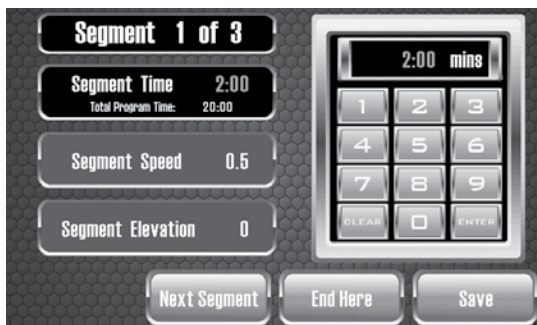 Segment 1 of 3
Segment Time 2:00
Total Program Time: 20:00
Segment Speed 0.5
Segment Elevation 0
2:00 mins
1 2 3
4 5 6
7 8 9
CLEAR 0 ENTER
Next Segment End Here Save